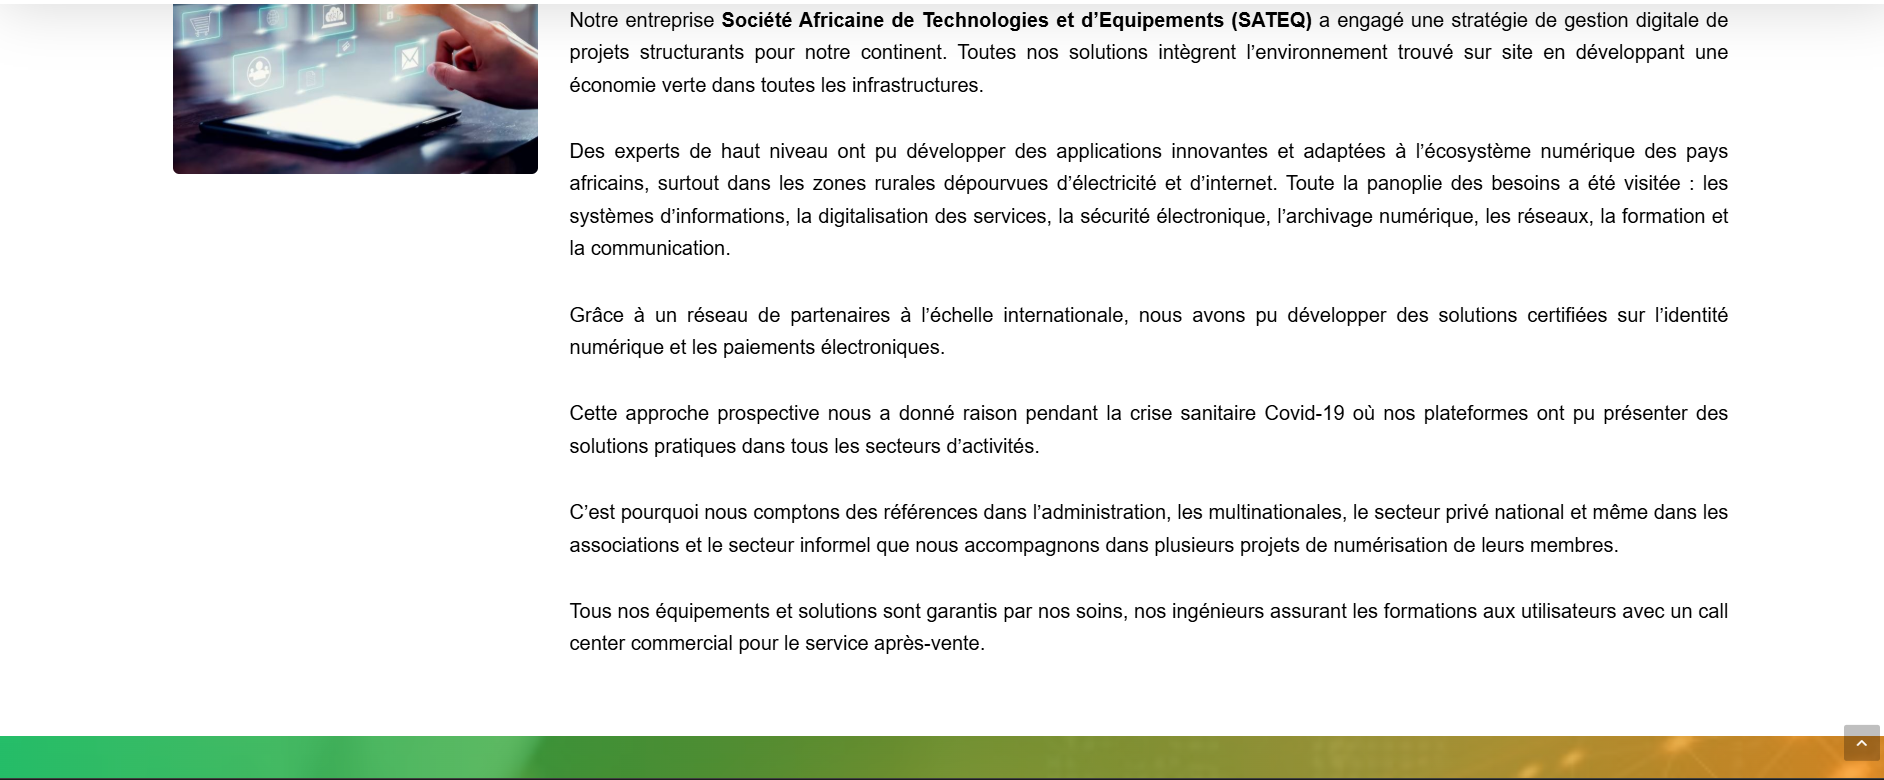 Notre entreprise Société Africaine de Technologies et d’Equipements (SATEQ) a engagé une stratégie de gestion digitale de
projets structurants pour notre continent. Toutes nos solutions intègrent l’environnement trouvé sur site en développant une
économie verte dans toutes les infrastructures.
Des experts de haut niveau ont pu développer des applications innovantes et adaptées à l’écosystème numérique des pays
africains, surtout dans les zones rurales dépourvues d’électricité et d’internet. Toute la panoplie des besoins a été visitée : les
systèmes d’informations, la digitalisation des services, la sécurité électronique, l’archivage numérique, les réseaux, la formation et
la communication.
Grâce à un réseau de partenaires à l’échelle internationale, nous avons pu développer des solutions certifiées sur l’identité
numérique et les paiements électroniques.
Cette approche prospective nous a donné raison pendant la crise sanitaire Covid-19 où nos plateformes ont pu présenter des
solutions pratiques dans tous les secteurs d’activités.
C’est pourquoi nous comptons des références dans l’administration, les multinationales, le secteur privé national et même dans les
associations et le secteur informel que nous accompagnons dans plusieurs projets de numérisation de leurs membres.
Tous nos équipements et solutions sont garantis par nos soins, nos ingénieurs assurant les formations aux utilisateurs avec un call
center commercial pour le service après-vente.